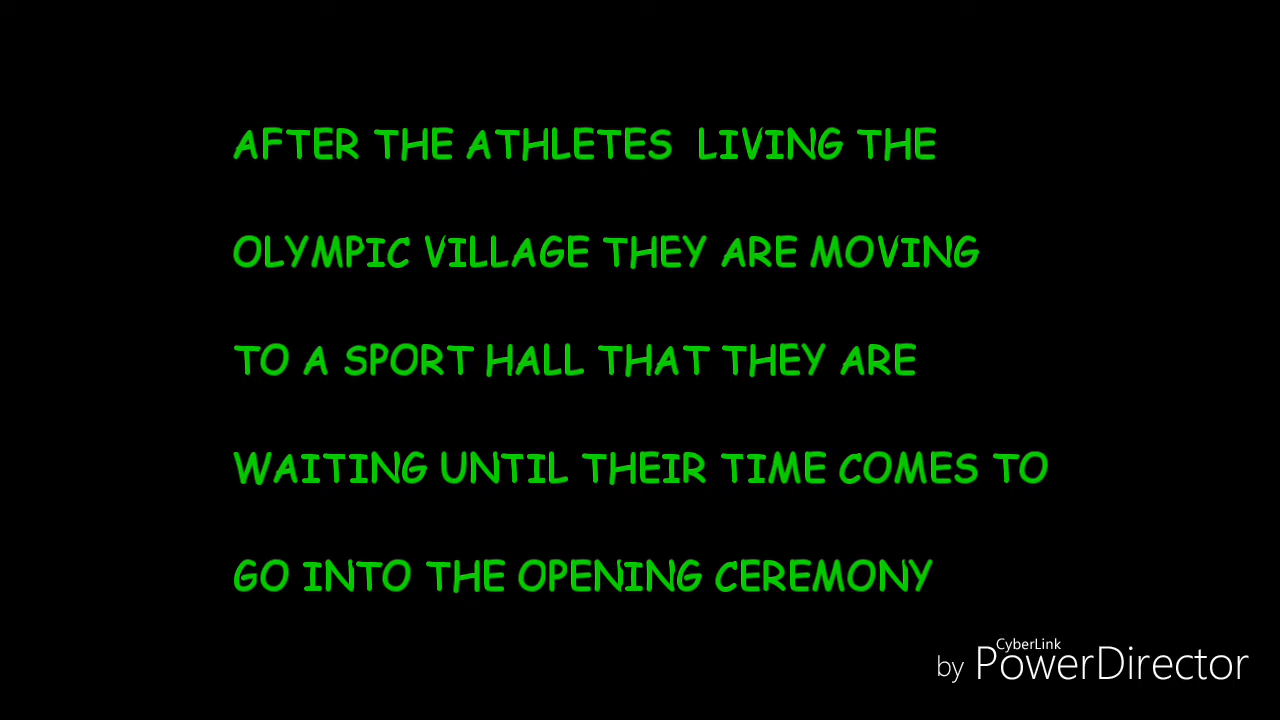 AFTER THE ATHLETES  LIVING THE
OLYMPIC VILLAGE THEY ARE MOVING
TO A SPORT HALL THAT THEY ARE
WAITING UNTIL THEIR TIME COMES TO
GO INTO THE OPENING CEREMONY
CyberLink
by PowerDirector